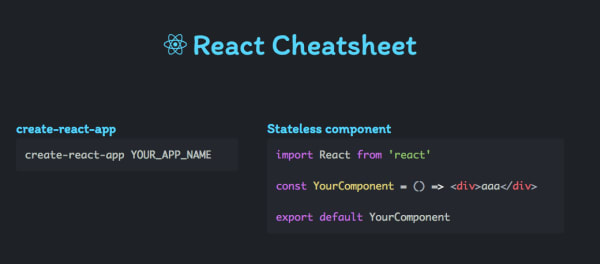 React Cheatsheet
create-react-app
create-react-app YOUR_APP_NAME
Stateless component
import React from 'react'
const YourComponent = () => <div>aaa</div>
export default YourComponent